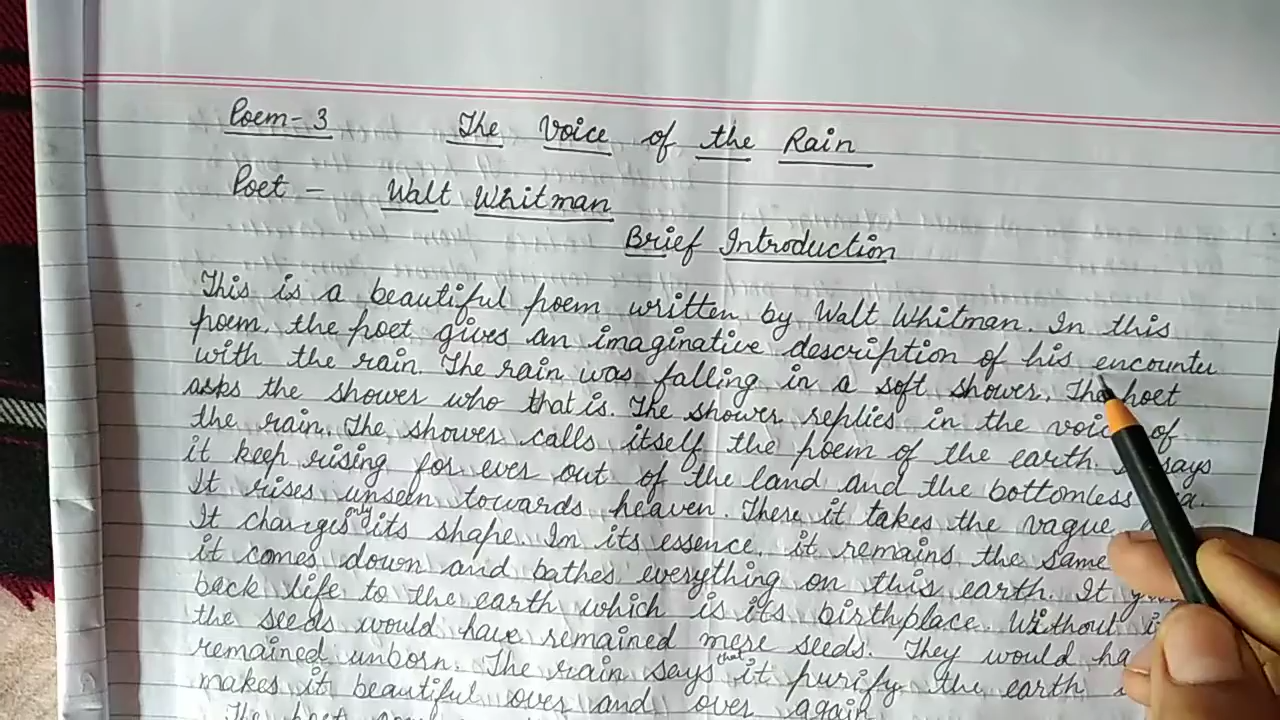 Poem-3 The Voice of the Rain
Poet - Walt Whitman
Brief Introduction
This is a beautiful poem written by Walt Whitman. In this
poem, the poet gives an imaginative description of his encounter
with the rain. The rain was falling in a soft shower. The poet
asks the shower who that is. The shower replies in the voice of
the rain. The shower calls itself the poem of the earth. says
it keep rising for ever out of the land and the bottomless
It rises unseen towards heaven. There it takes the vague
It changes only its shape. In its essence, it remains the same
it comes down and bathes everything on this earth. It
back life to the earth which is its birthplace. Without
the seeds would have remained mere seeds. They would
remained unborn. The rain says that it purify the earth
makes it beautiful over and over again
The poet